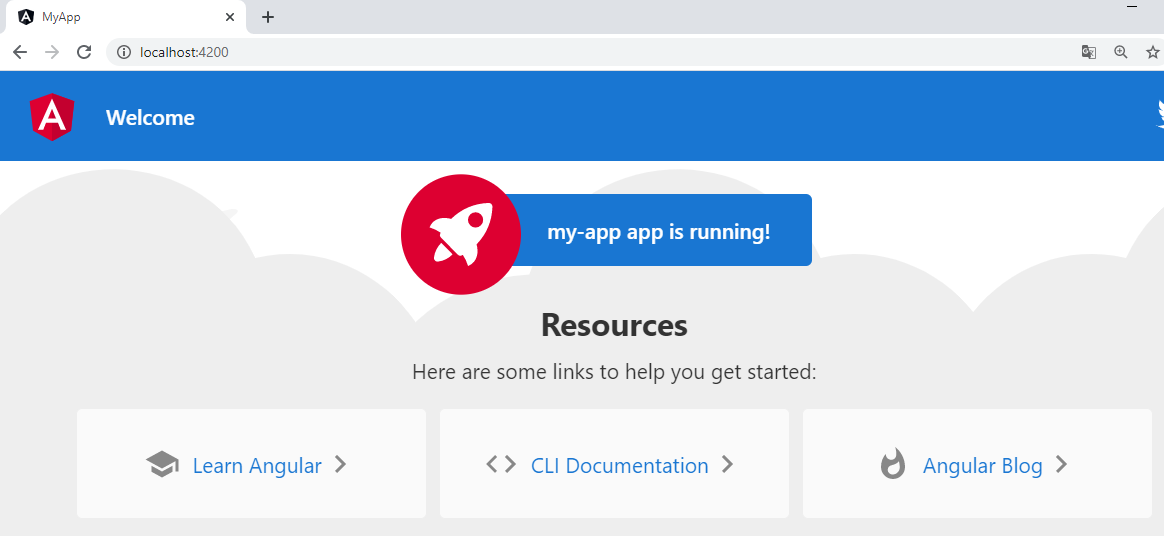 MyApp
localhost:4200
Welcome
my-app app is running!
Resources
Here are some links to help you get started:
Learn Angular
CLI Documentation
Angular Blog